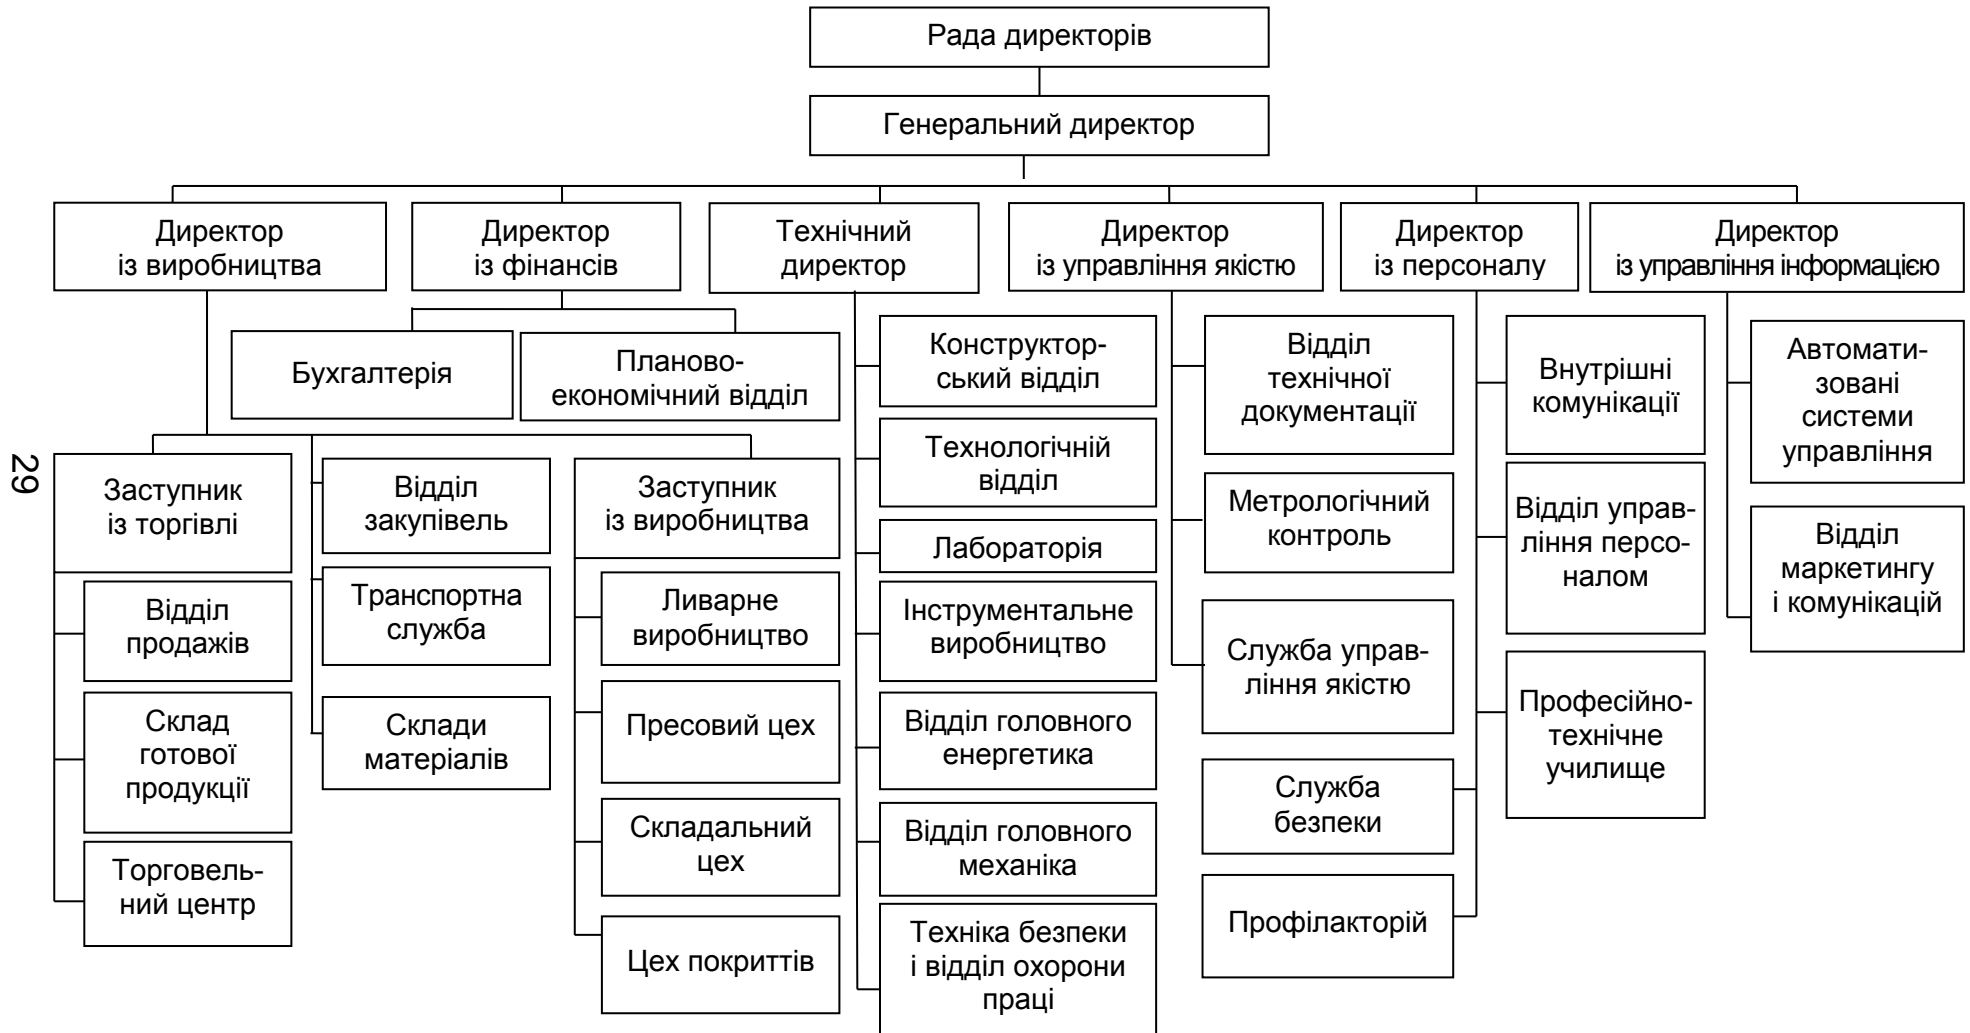 Рада директорів
Генеральний директор
Директор
із виробництва
Директор
із фінансів
Технічний
директор
Директор
із управління якістю
Директор
із персоналу
Директор
із управління інформацією
Бухгалтерія
Планово-
економічний відділ
Заступник
із торгівлі
Відділ
продажів
Склад
готової
продукції
Торговель-
ний центр
Відділ
закупівель
Транспортна
служба
Склади
матеріалів
Заступник
із виробництва
Ливарне
виробництво
Пресовий цех
Складальний
цех
Цех покриттів
Конструктор-
ський відділ
Технологічній
відділ
Лабораторія
Інструментальне
виробництво
Відділ головного
енергетика
Відділ головного
механіка
Техніка безпеки
і відділ охорони
праці
Відділ
технічної
документації
Метрологічний
контроль
Служба управ-
ління якістю
Служба
безпеки
Профілакторій
Внутрішні
комунікації
Відділ управ-
ління персо-
налом
Професійно-
технічне
училище
Автомати-
зовані
системи
управління
Відділ
маркетингу
і комунікацій
29